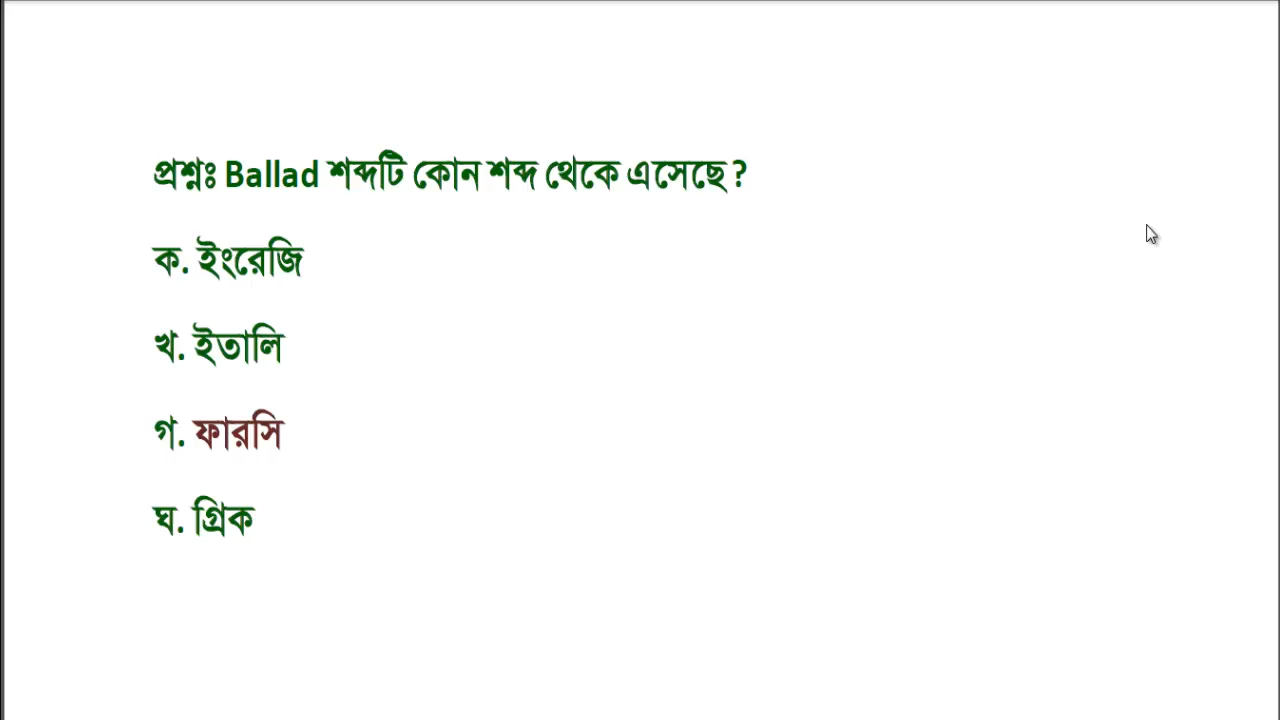 প্রশ্নঃ Ballad শব্দটি কোন শব্দ থেকে এসেছে?
ক. ইংরেজি
খ. ইতালি
গ. ফারসি
ঘ. গ্রিক